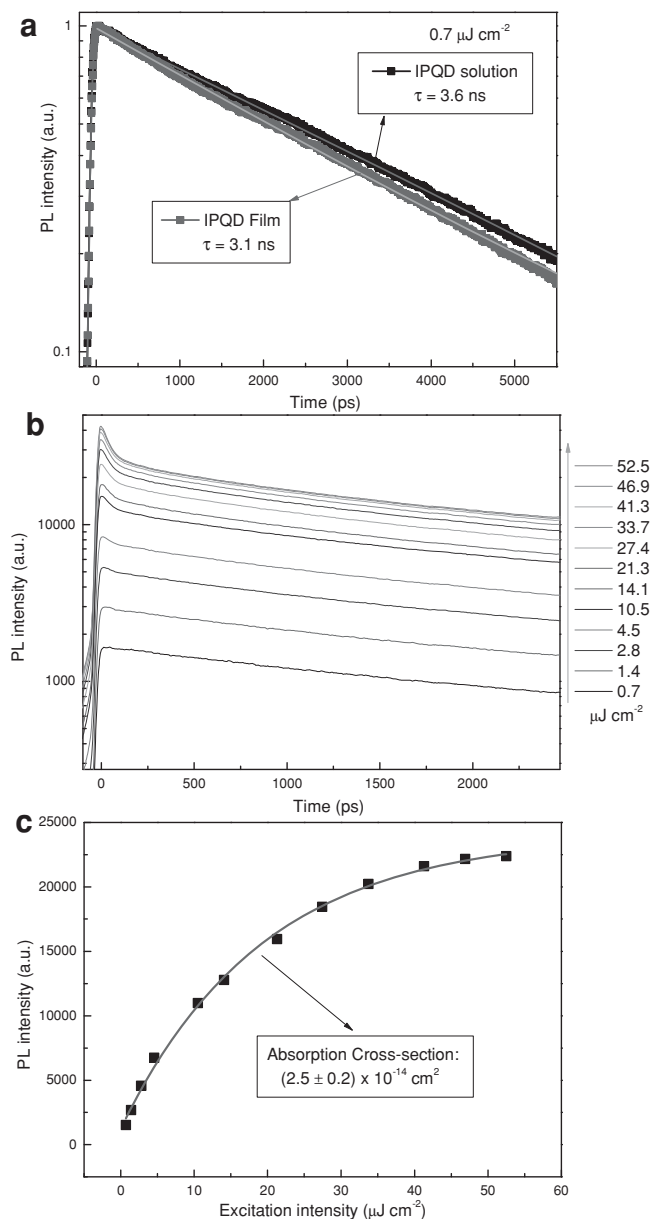 a
1
0.1
PL intensity (a.u.)
0.7 μJ cm-2
IPQD solution
τ = 3.6 ns
IPQD Film
τ = 3.1 ns
0 1000 2000 3000 4000 5000
Time (ps)
b
10000
1000
PL intensity (a.u.)
0 500 1000 1500 2000
Time (ps)
52.5
46.9
41.3
33.7
27.4
21.3
14.1
10.5
4.5
2.8
1.4
0.7
μJ cm-2
c
25000
20000
15000
10000
5000
0
PL intensity (a.u.)
Absorption Cross-section:
(2.5 ± 0.2) x 10-14 cm2
0 10 20 30 40 50 60
Excitation intensity (μJ cm-2)